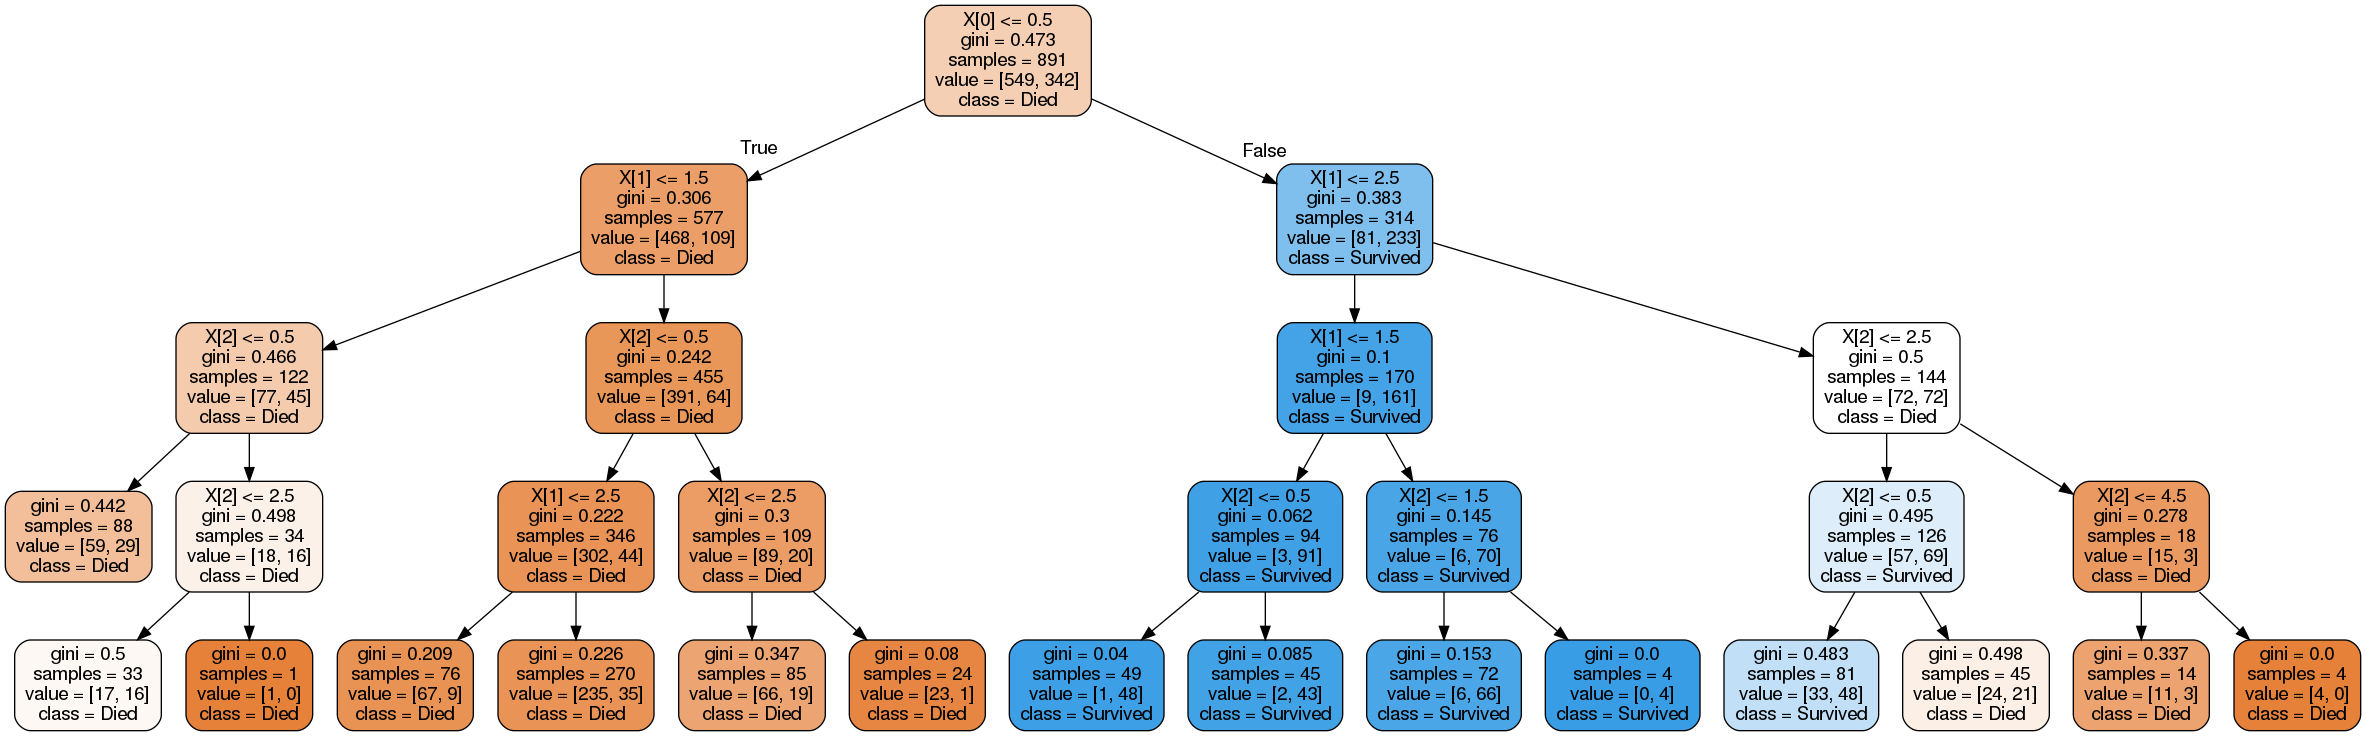 X[0] <= 0.5
gini = 0.473
samples = 891
value = [549, 342]
class = Died
True
False
X[1] <= 1.5
gini = 0.306
samples = 577
value = [468, 109]
class = Died
X[1] <= 2.5
gini = 0.383
samples = 314
value = [81, 233]
class = Survived
X[2] <= 0.5
gini = 0.466
samples = 122
value = [77, 45]
class = Died
X[2] <= 0.5
gini = 0.242
samples = 455
value = [391, 64]
class = Died
X[1] <= 1.5
gini = 0.1
samples = 170
value = [9, 161]
class = Survived
X[2] <= 2.5
gini = 0.5
samples = 144
value = [72, 72]
class = Died
gini = 0.442
samples = 88
value = [59, 29]
class = Died
X[2] <= 2.5
gini = 0.498
samples = 34
value = [18, 16]
class = Died
X[1] <= 2.5
gini = 0.222
samples = 346
value = [302, 44]
class = Died
X[2] <= 2.5
gini = 0.3
samples = 109
value = [89, 20]
class = Died
X[2] <= 0.5
gini = 0.062
samples = 94
value = [3, 91]
class = Survived
X[2] <= 1.5
gini = 0.145
samples = 76
value = [6, 70]
class = Survived
X[2] <= 0.5
gini = 0.495
samples = 126
value = [57, 69]
class = Survived
X[2] <= 4.5
gini = 0.278
samples = 18
value = [15, 3]
class = Died
gini = 0.5
samples = 33
value = [17, 16]
class = Died
gini = 0.0
samples = 1
value = [1, 0]
class = Died
gini = 0.209
samples = 76
value = [67, 9]
class = Died
gini = 0.226
samples = 270
value = [235, 35]
class = Died
gini = 0.347
samples = 85
value = [66, 19]
class = Died
gini = 0.08
samples = 24
value = [23, 1]
class = Died
gini = 0.04
samples = 49
value = [1, 48]
class = Survived
gini = 0.085
samples = 45
value = [2, 43]
class = Survived
gini = 0.153
samples = 72
value = [6, 66]
class = Survived
gini = 0.0
samples = 4
value = [0, 4]
class = Survived
gini = 0.483
samples = 81
value = [33, 48]
class = Survived
gini = 0.498
samples = 45
value = [24, 21]
class = Died
gini = 0.337
samples = 14
value = [11, 3]
class = Died
gini = 0.0
samples = 4
value = [4, 0]
class = Died